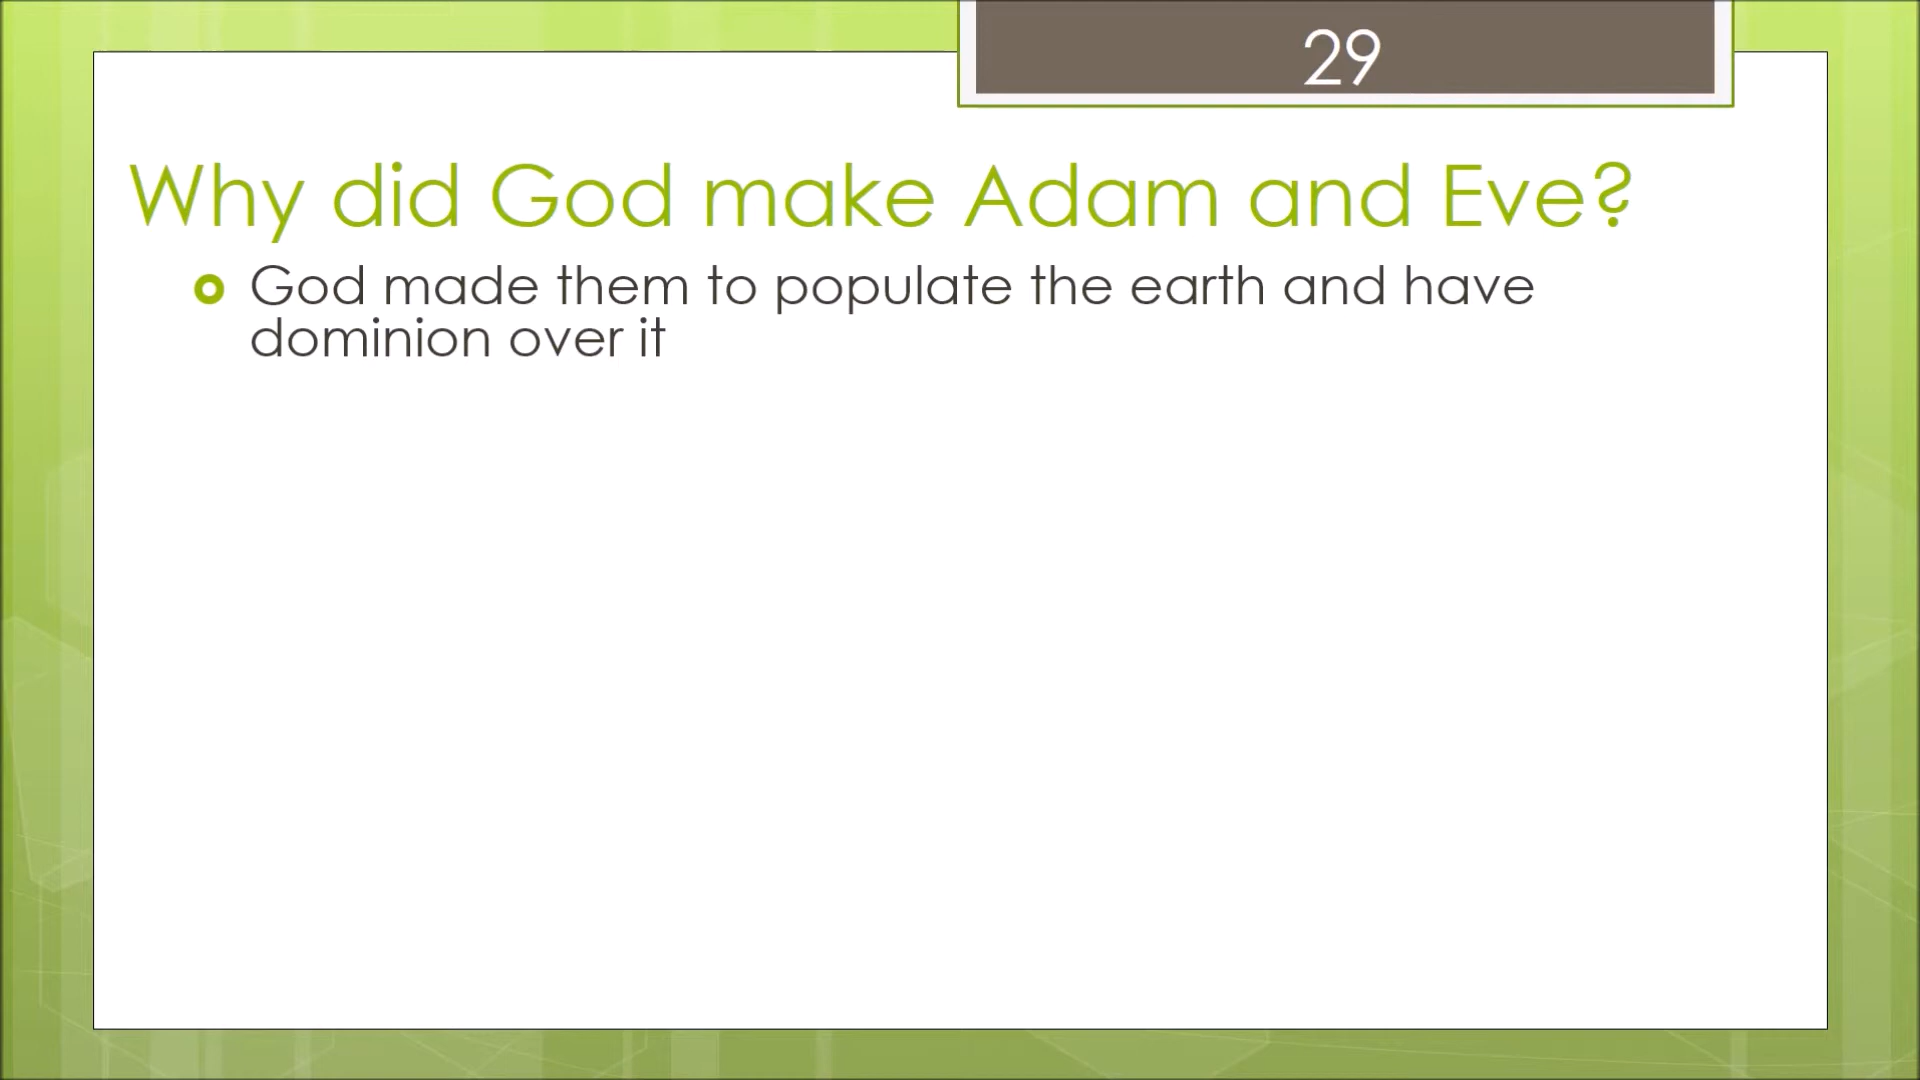 29
Why did God make Adam and Eve?
God made them to populate the earth and have
dominion over it